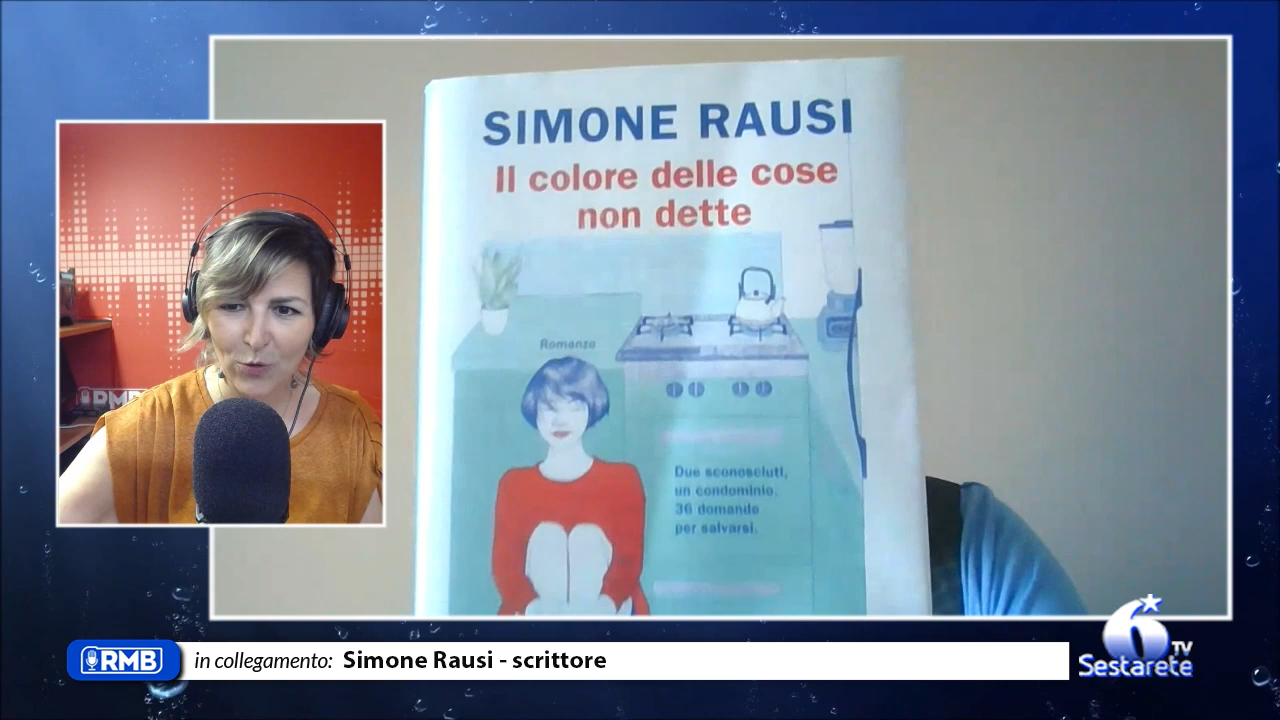 SIMONE RAUSI
Il colore delle cose
non dette
Romanzo
Due sconosciuti,
un condominio.
36 domande
per salvarsi.
RMB
RMB
in collegamento: Simone Rausi - scrittore
6
TV
Sestarete